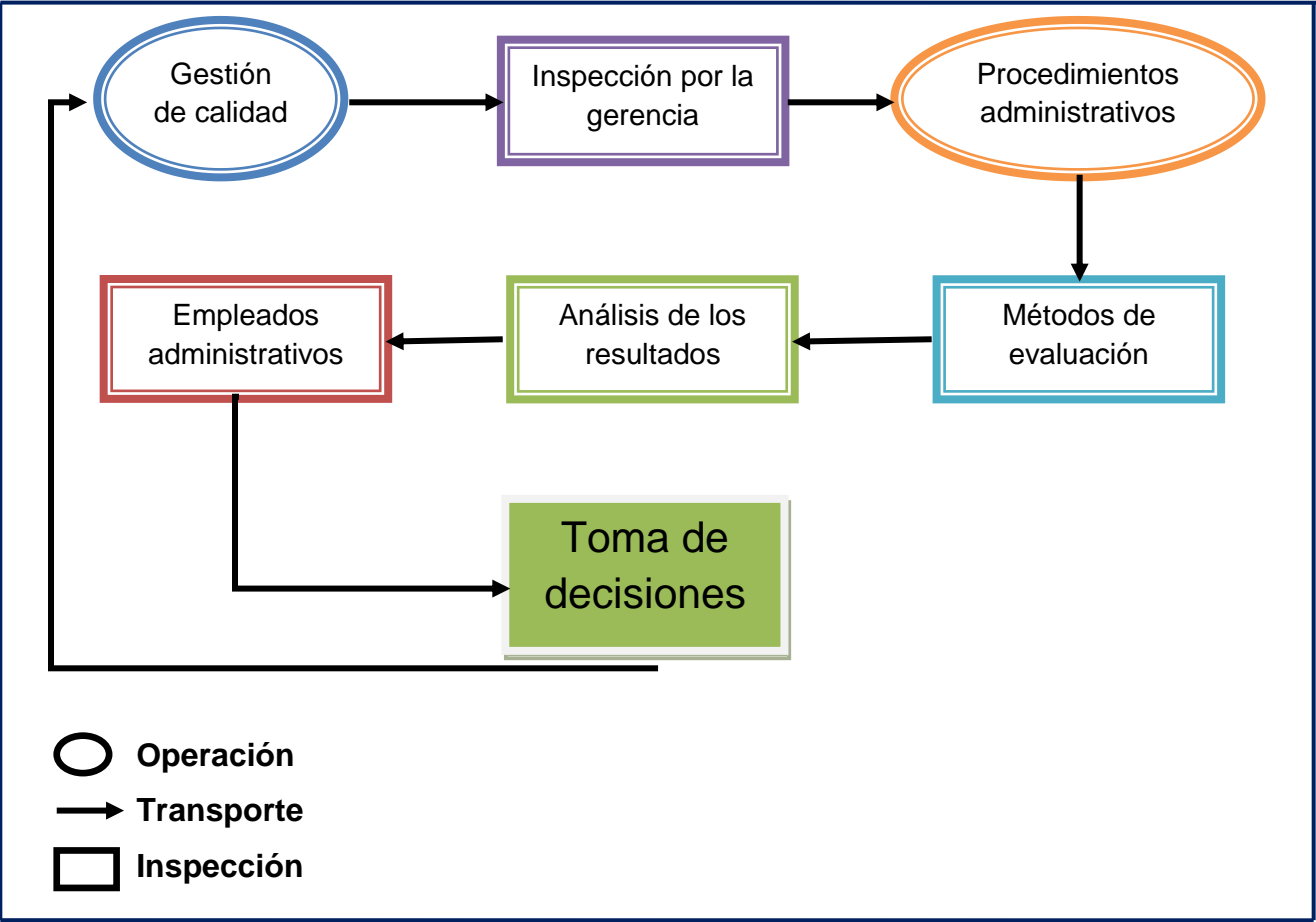 Gestión
de calidad
Inspección por la
gerencia
Procedimientos
administrativos
Empleados
administrativos
Análisis de los
resultados
Métodos de
evaluación
Toma de
decisiones
Operación
Transporte
Inspección